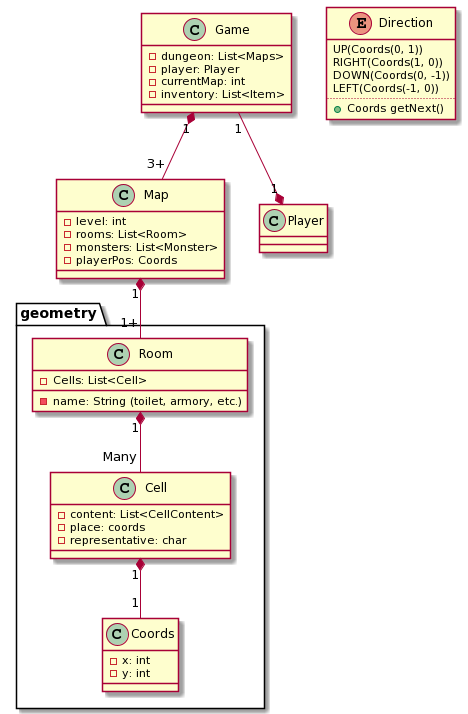 C Game
dungeon: List<Maps>
player: Player
currentMap: int
inventory: List<Item>
E Direction
UP(Coords(0, 1))
RIGHT(Coords(1, 0))
DOWN(Coords(0, -1))
LEFT(Coords(-1, 0))
Coords getNext()
1
1
3+
1
C Map
level: int
rooms: List<Room>
monsters: List<Monster>
playerPos: Coords
C Player
1
1+
geometry
C Room
Cells: List<Cell>
name: String (toilet, armory, etc.)
1
Many
C Cell
content: List<CellContent>
place: coords
representative: char
1
1
C Coords
x: int
y: int